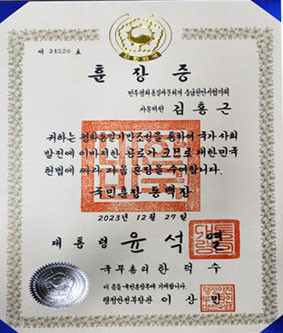 제 34520 호
훈장증
민주평화통일자문회의 충남천안시협의회
자문위원 김홍근
귀하는 평화통일기반조성을 통하여 국가 사회
발전에 이바지한 공로가 크므로 대한민국
헌법에 따라 다음 훈장을 수여합니다.
국민훈장 동백장
2023년 12월 27일
대통령 윤석열
국무총리 한덕수
이 증을 국민훈장부에 기재합니다.
행정안전부장관 이상민